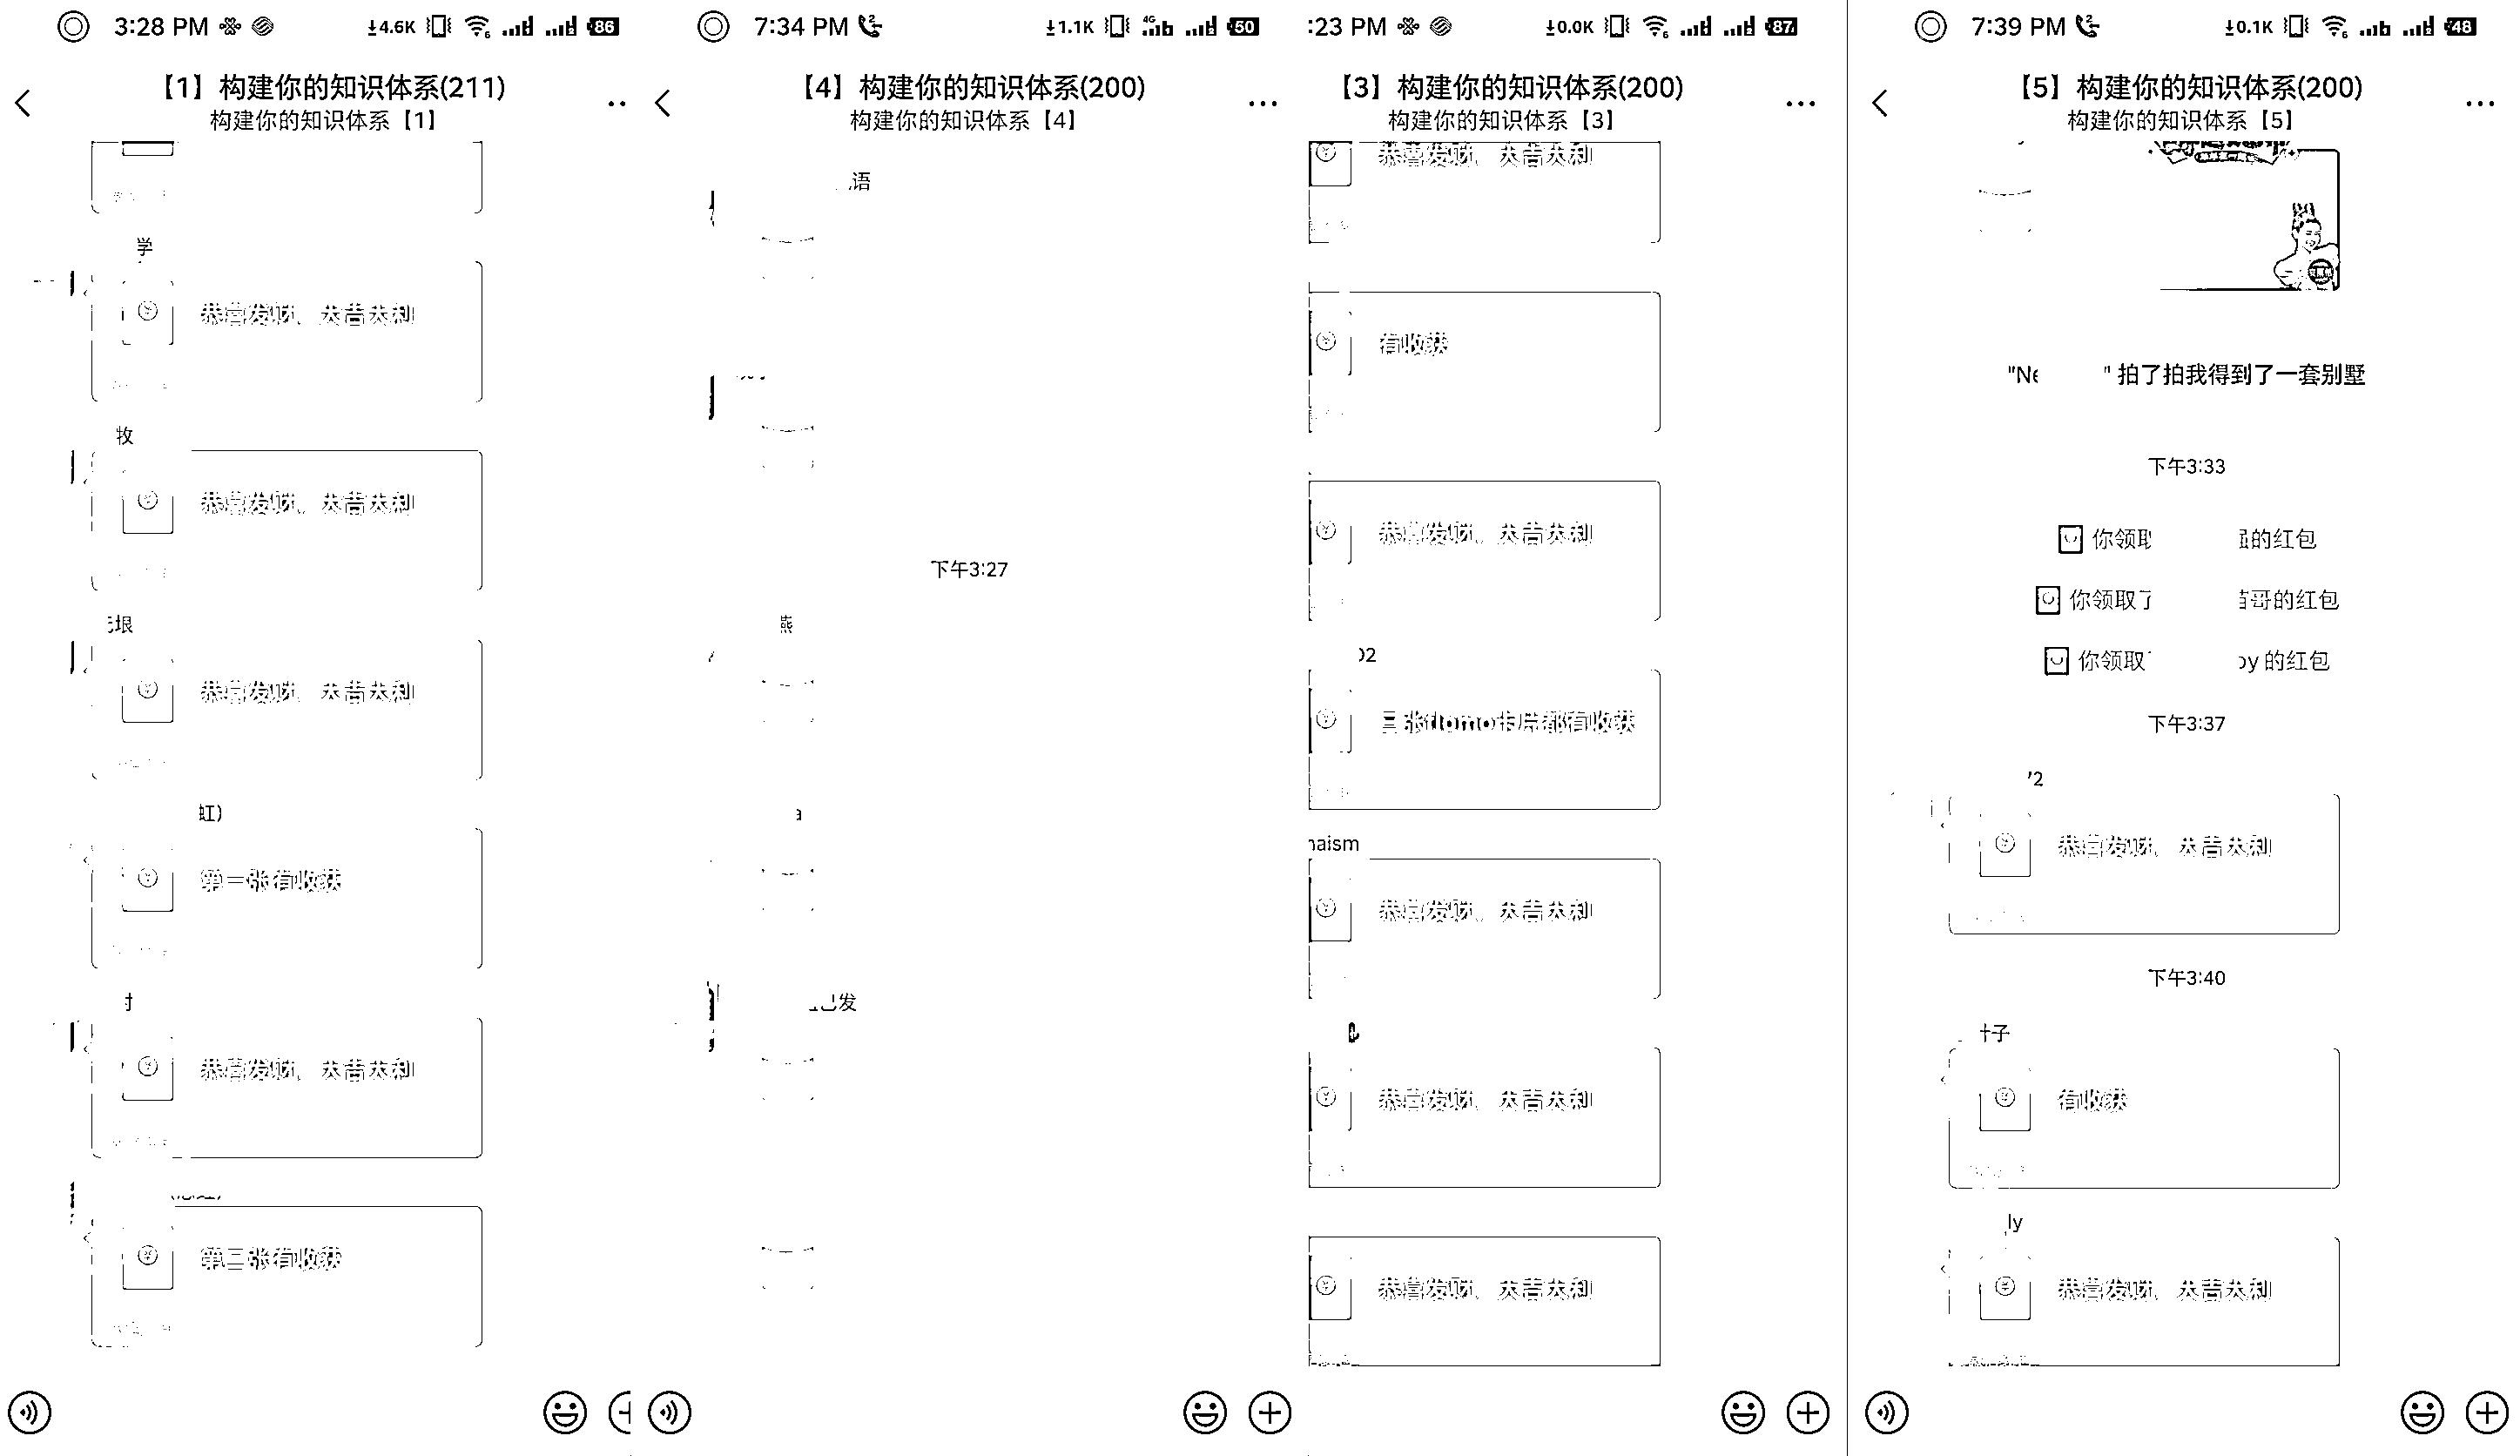 3:28 PM
4.6K
86
【1】构建你的知识体系(211)
构建你的知识体系【1】
学
恭喜发财，大吉大利
牧
恭喜发财，大吉大利
垠
恭喜发财，大吉大利
虹)
第一张有收获
恭喜发财，大吉大利
第三张有收获
7:34 PM
1.1K
4G
50
【4】构建你的知识体系(200)
构建你的知识体系【4】
语
下午3:27
燕
a
已发
:23 PM
0.0K
87
【3】构建你的知识体系(200)
构建你的知识体系【3】
恭喜发财，大吉大利
有收获
恭喜发财，大吉大利
02
三张flomo卡片都有收获
naism
恭喜发财，大吉大利
恭喜发财，大吉大利
恭喜发财，大吉大利
7:39 PM
0.1K
48
【5】构建你的知识体系(200)
构建你的知识体系【5】
"Ne " 拍了拍我得到了一套别墅
下午3:33
你领取 的红包
你领取了 哥的红包
你领取 oy 的红包
下午3:37
72
恭喜发财，大吉大利
下午3:40
叶子
有收获
ly
恭喜发财，大吉大利